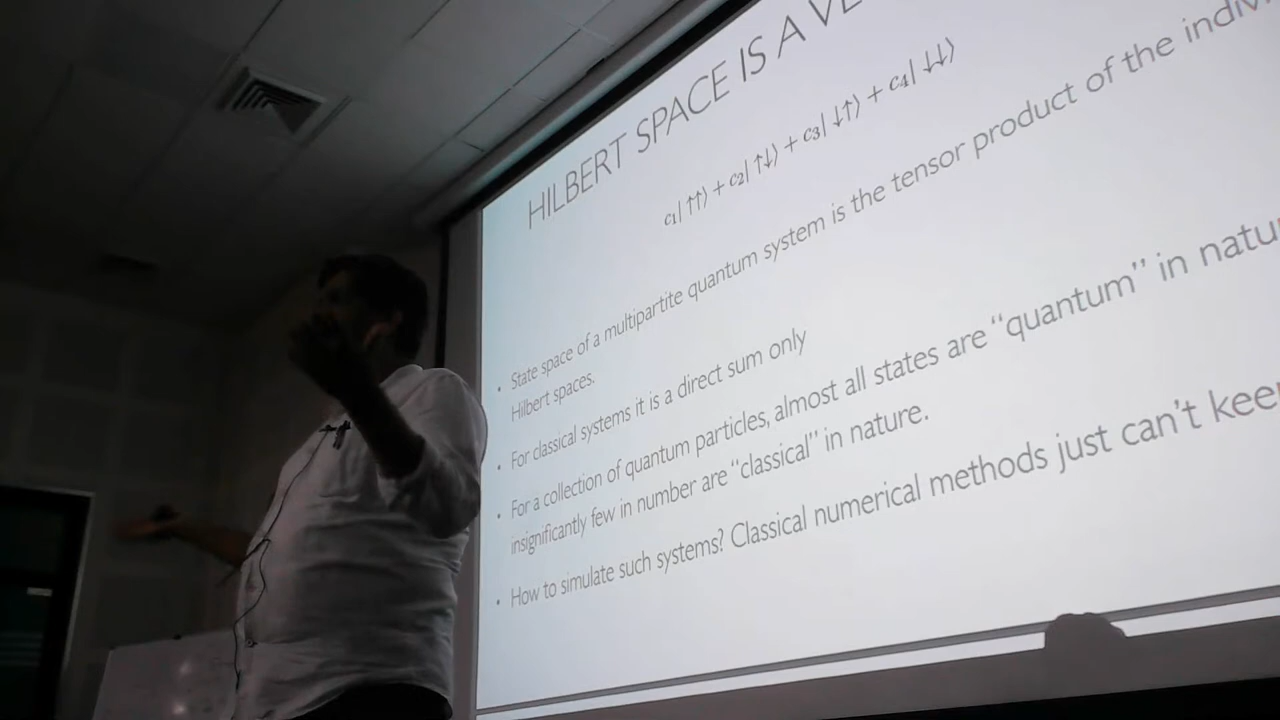 HILBERT SPACE IS A
c₁| ↑↑⟩ + c₂| ↑↓⟩ + c₃| ↓↑⟩ + c₄| ↓↓⟩
• State space of a multipartite quantum system is the tensor product of the
Hilbert spaces.
• For classical systems it is a direct sum only
• For a collection of quantum particles, almost all states are “quantum” in
insignificantly few in number are “classical” in nature.
• How to simulate such systems? Classical numerical methods just can’t